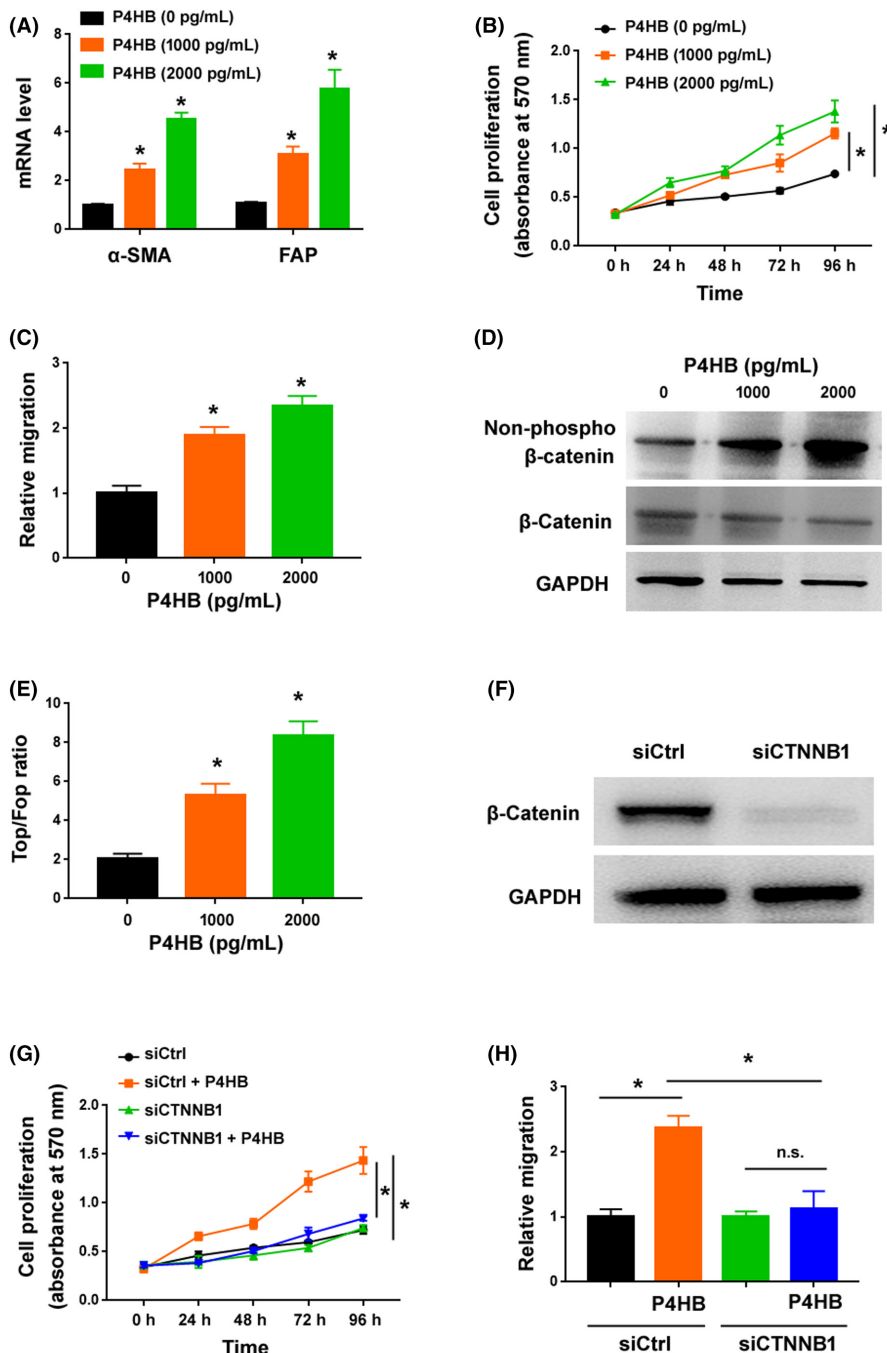 (A)
P4HB (0 pg/mL)
P4HB (1000 pg/mL)
P4HB (2000 pg/mL)
mRNA level
8
6
4
2
0
*
*
*
*
α-SMA
FAP
(B)
P4HB (0 pg/mL)
P4HB (1000 pg/mL)
P4HB (2000 pg/mL)
Cell proliferation
(absorbance at 570 nm)
2.0
1.5
1.0
0.5
0.0
*
*
0 h 24 h 48 h 72 h 96 h
Time
(C)
Relative migration
3
2
1
0
*
*
0 1000 2000
P4HB (pg/mL)
(D)
P4HB (pg/mL)
0 1000 2000
Non-phospho
β-catenin
β-Catenin
GAPDH
(E)
Top/Fop ratio
10
8
6
4
2
0
*
*
0 1000 2000
P4HB (pg/mL)
(F)
siCtrl siCTNNB1
β-Catenin
GAPDH
(G)
siCtrl
siCtrl + P4HB
siCTNNB1
siCTNNB1 + P4HB
Cell proliferation
(absorbance at 570 nm)
2.0
1.5
1.0
0.5
0.0
*
*
0 h 24 h 48 h 72 h 96 h
Time
(H)
Relative migration
3
2
1
0
*
*
n.s.
P4HB P4HB
siCtrl siCTNNB1